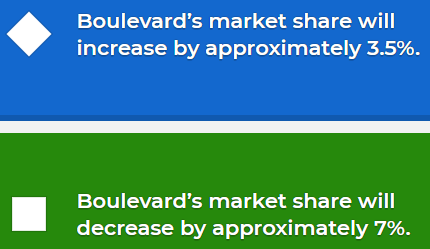 Boulevard’s market share will
increase by approximately 3.5%.
Boulevard’s market share will
decrease by approximately 7%.